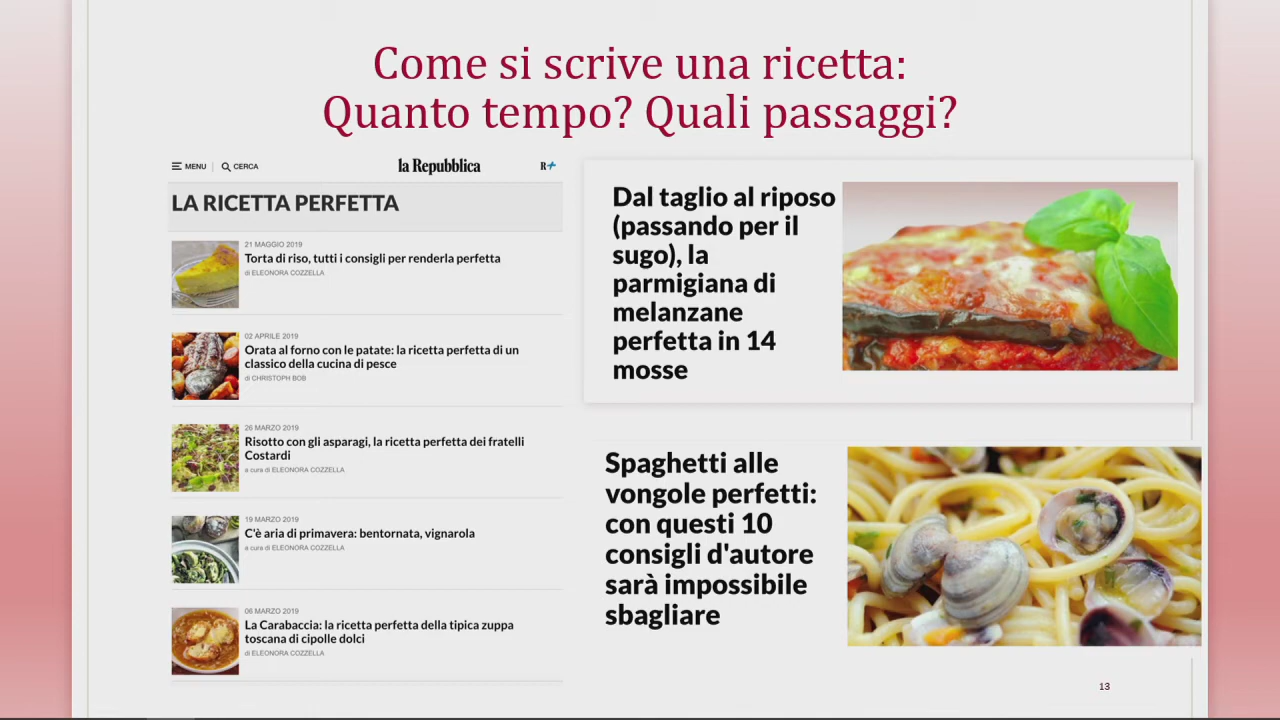 Come si scrive una ricetta:
Quanto tempo? Quali passaggi?
MENU
CERCA
la Repubblica
R+
LA RICETTA PERFETTA
21 MAGGIO 2019
Torta di riso, tutti i consigli per renderla perfetta
di ELEONORA COZZELLA
02 APRILE 2019
Orata al forno con le patate: la ricetta perfetta di un
classico della cucina di pesce
di CHRISTOPH BOB
26 MARZO 2019
Risotto con gli asparagi, la ricetta perfetta dei fratelli
Costardi
a cura di ELEONORA COZZELLA
19 MARZO 2019
C'è aria di primavera: bentornata, vignarola
a cura di ELEONORA COZZELLA
06 MARZO 2019
La Carabaccia: la ricetta perfetta della tipica zuppa
toscana di cipolle dolci
di ELEONORA COZZELLA
Dal taglio al riposo
(passando per il
sugo), la
parmigiana di
melanzane
perfetta in 14
mosse
Spaghetti alle
vongole perfetti:
con questi 10
consigli d'autore
sarà impossibile
sbagliare
13